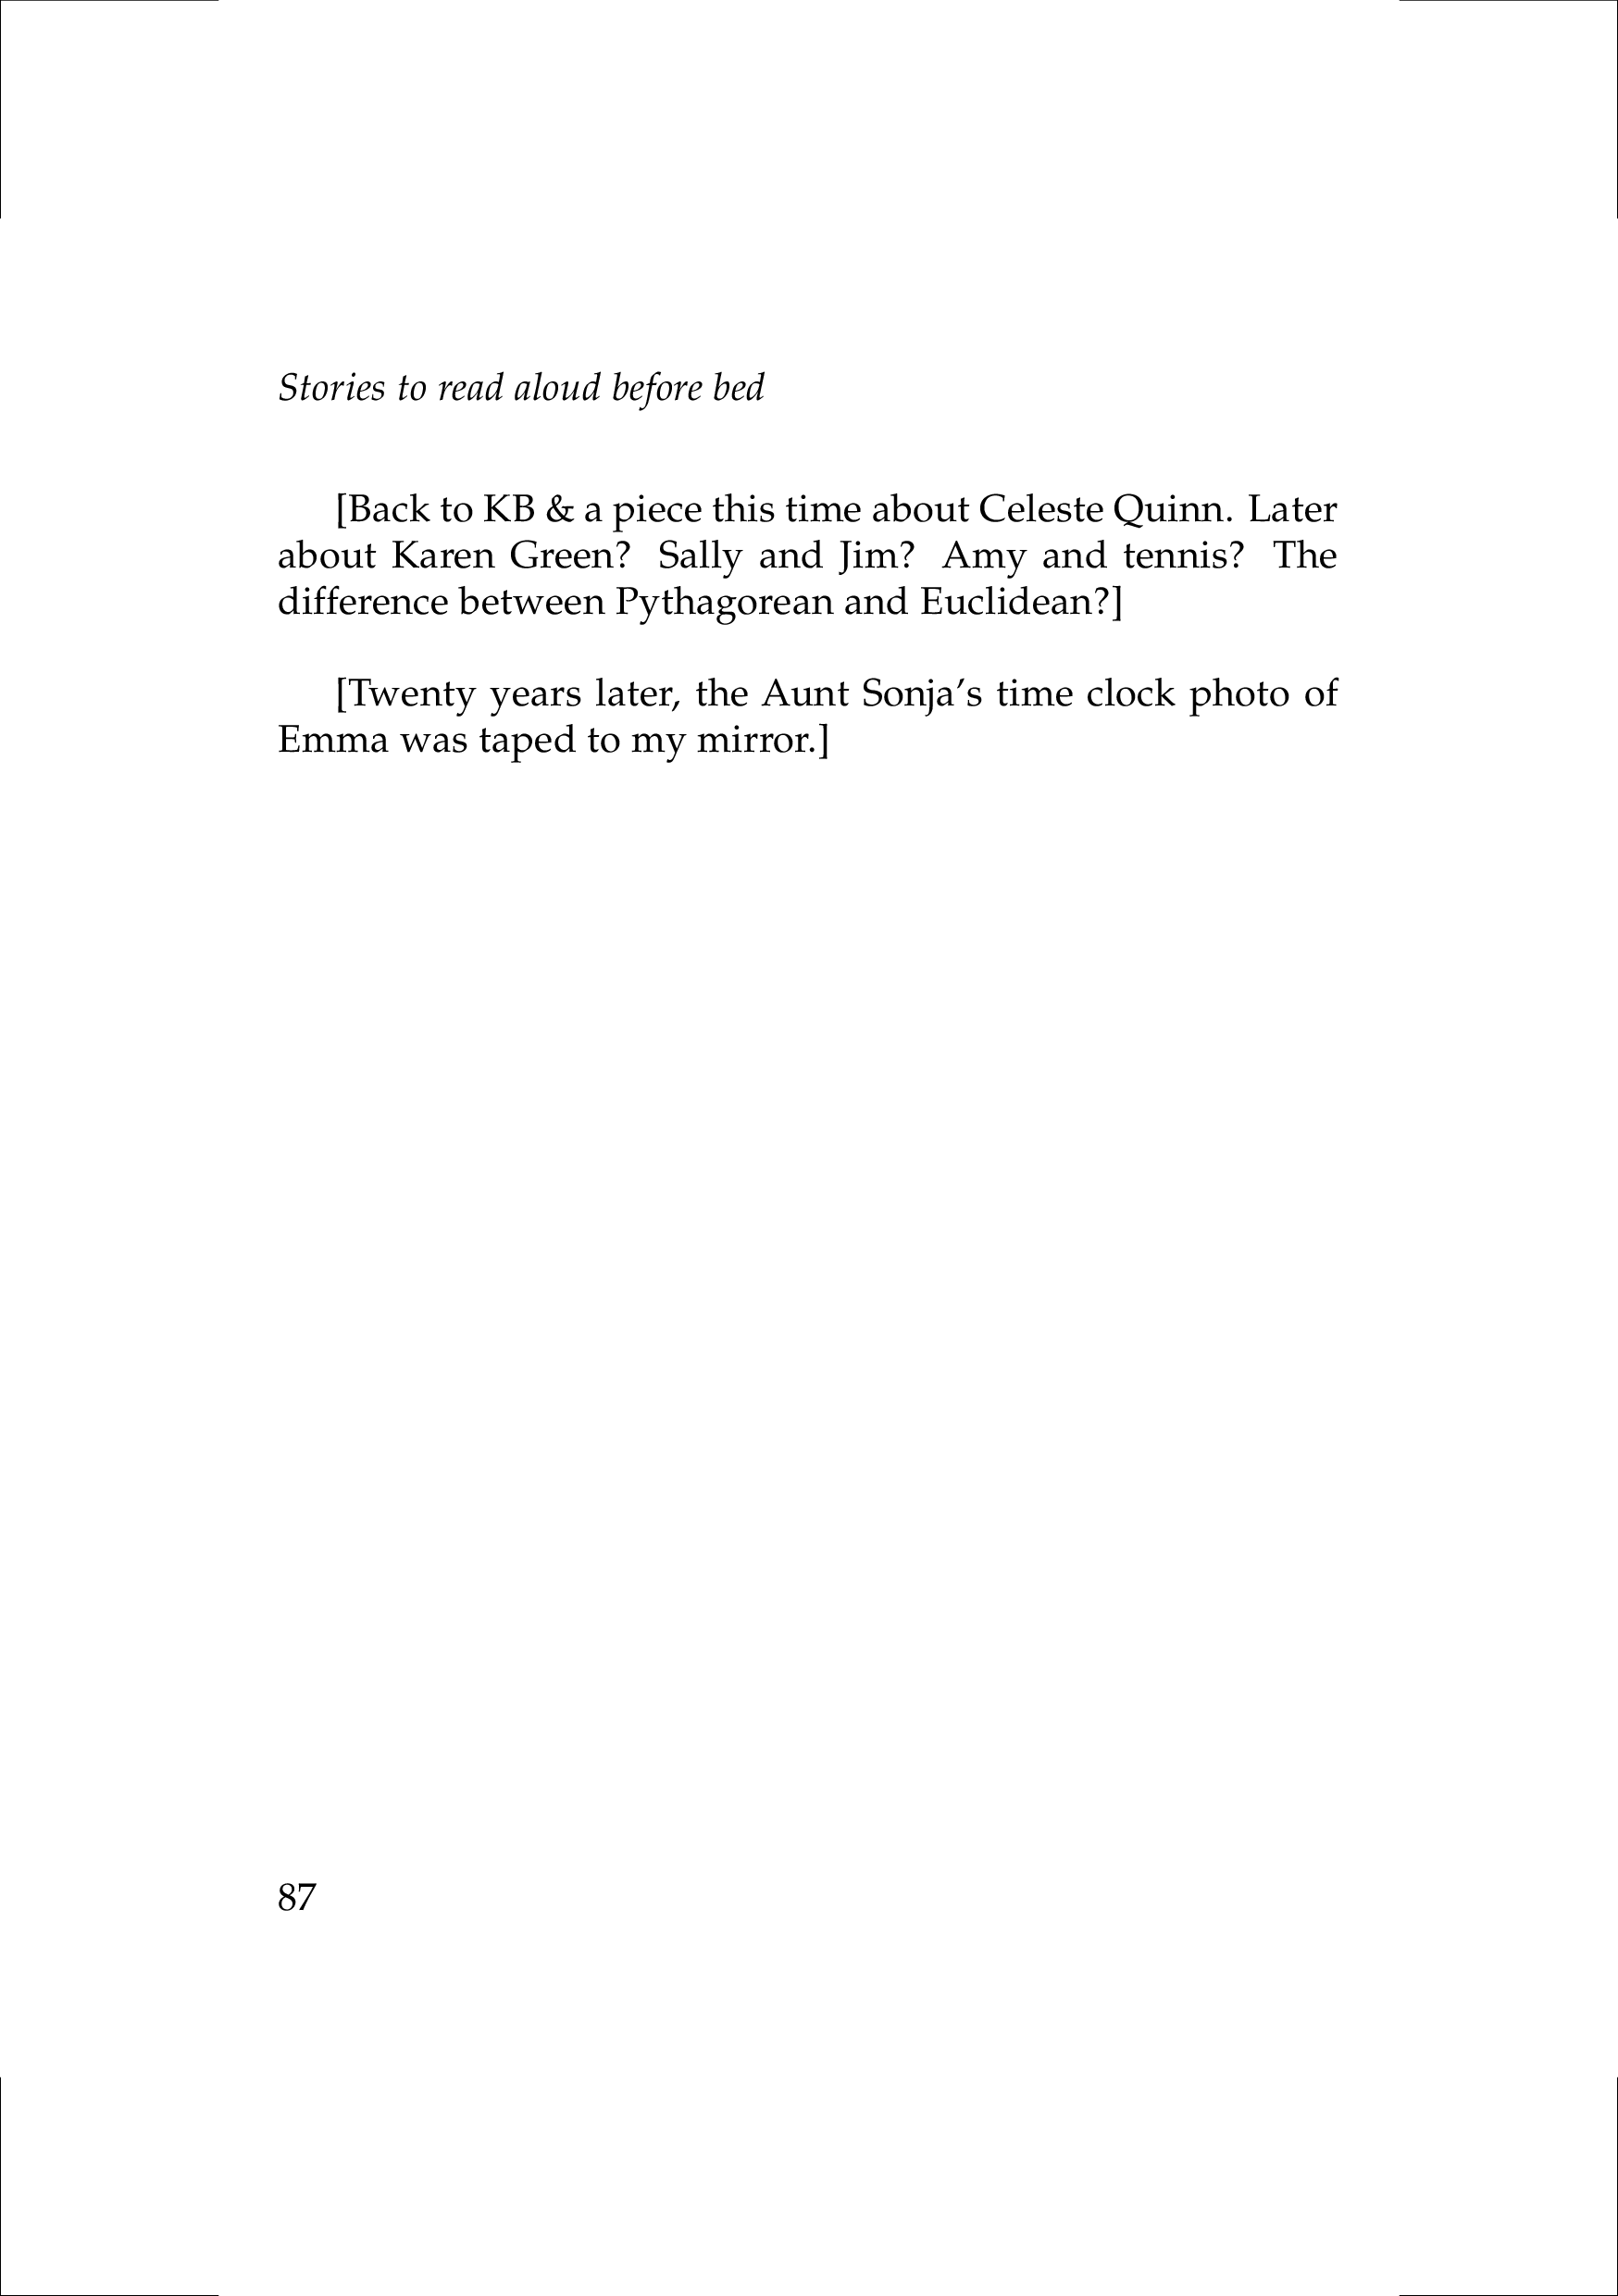 Stories to read aloud before bed
[Back to KB & a piece this time about Celeste Quinn. Later
about Karen Green? Sally and Jim? Amy and tennis? The
difference between Pythagorean and Euclidean?]
[Twenty years later, the Aunt Sonja’s time clock photo of
Emma was taped to my mirror.]
87